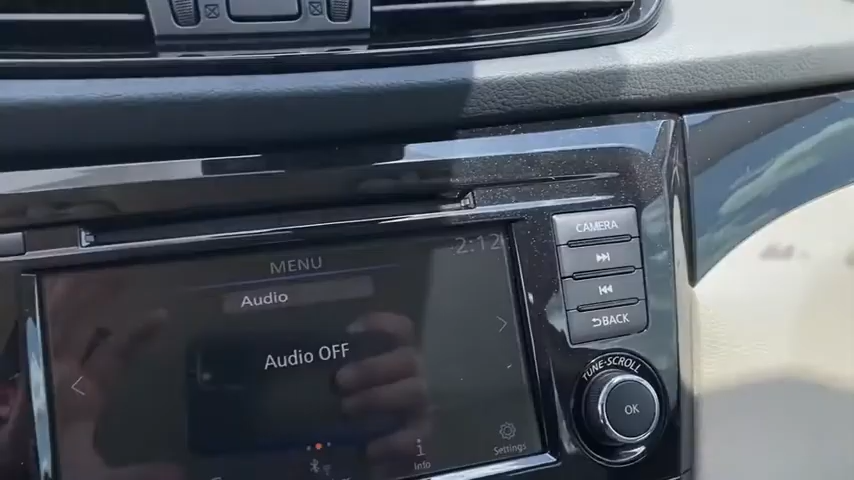 MENU
2:12
Audio
Audio OFF
Info
Settings
CAMERA
BACK
TUNE·SCROLL
OK